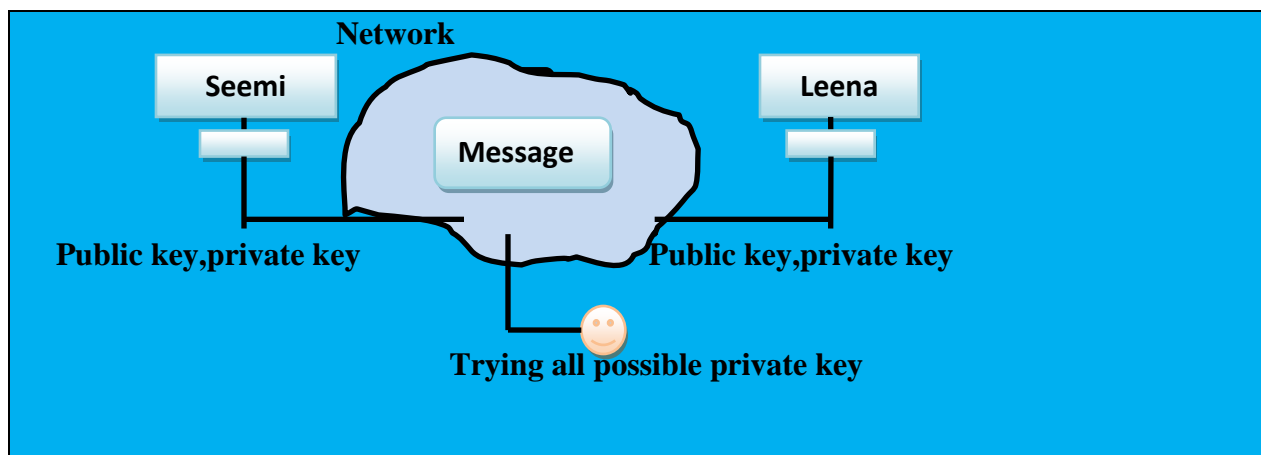 Network
Seemi
Leena
Message
Public key,private key
Public key,private key
Trying all possible private key